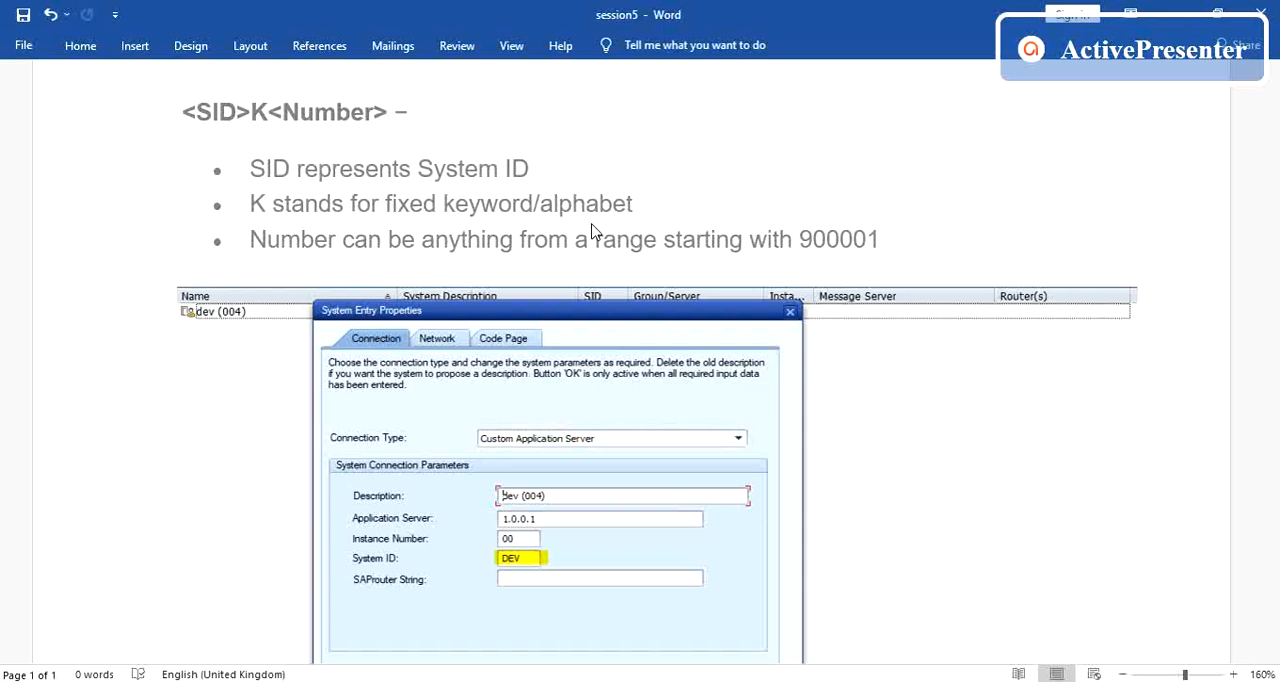 session5 - Word
Sign in
ActivePresenter
File Home Insert Design Layout References Mailings Review View Help Tell me what you want to do Share
<SID>K<Number> –
• SID represents System ID
• K stands for fixed keyword/alphabet
• Number can be anything from a range starting with 900001
Name System Description SID Group/Server Insta... Message Server Router(s)
dev (004)
System Entry Properties
Connection Network Code Page
Choose the connection type and change the system parameters as required. Delete the old description
if you want the system to propose a description. Button 'OK' is only active when all required input data
has been entered.
Connection Type: Custom Application Server
System Connection Parameters
Description: dev (004)
Application Server: 1.0.0.1
Instance Number: 00
System ID: DEV
SAProuter String:
Page 1 of 1 0 words English (United Kingdom) 160%